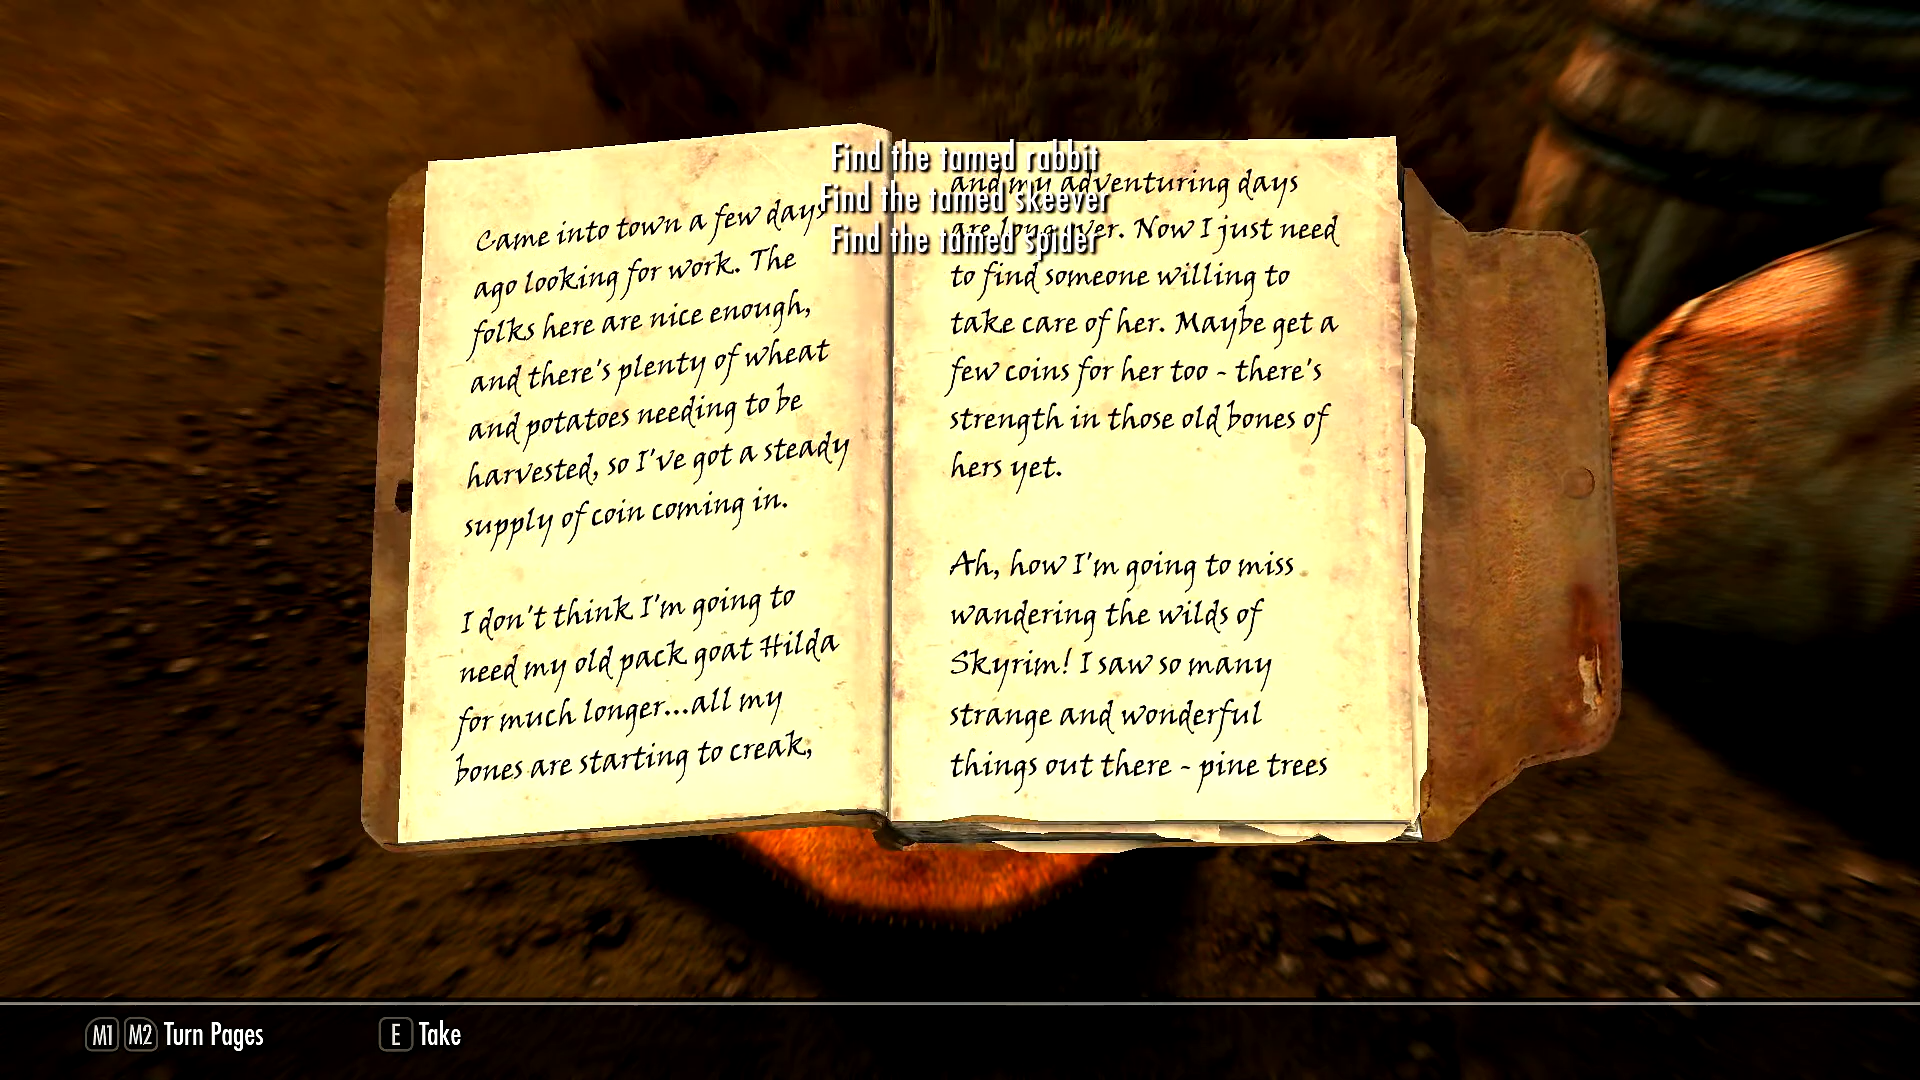 Find the tamed rabbit
Find the tamed skeever
Find the tamed spider
Came into town a few days
ago looking for work. The
folks here are nice enough,
and there's plenty of wheat
and potatoes needing to be
harvested, so I've got a steady
supply of coin coming in.
I don't think I'm going to
need my old pack goat Hilda
for much longer...all my
bones are starting to creak,
and my adventuring days
are long over. Now I just need
to find someone willing to
take care of her. Maybe get a
few coins for her too - there's
strength in those old bones of
hers yet.
Ah, how I'm going to miss
wandering the wilds of
Skyrim! I saw so many
strange and wonderful
things out there - pine trees
M1 M2 Turn Pages
E Take